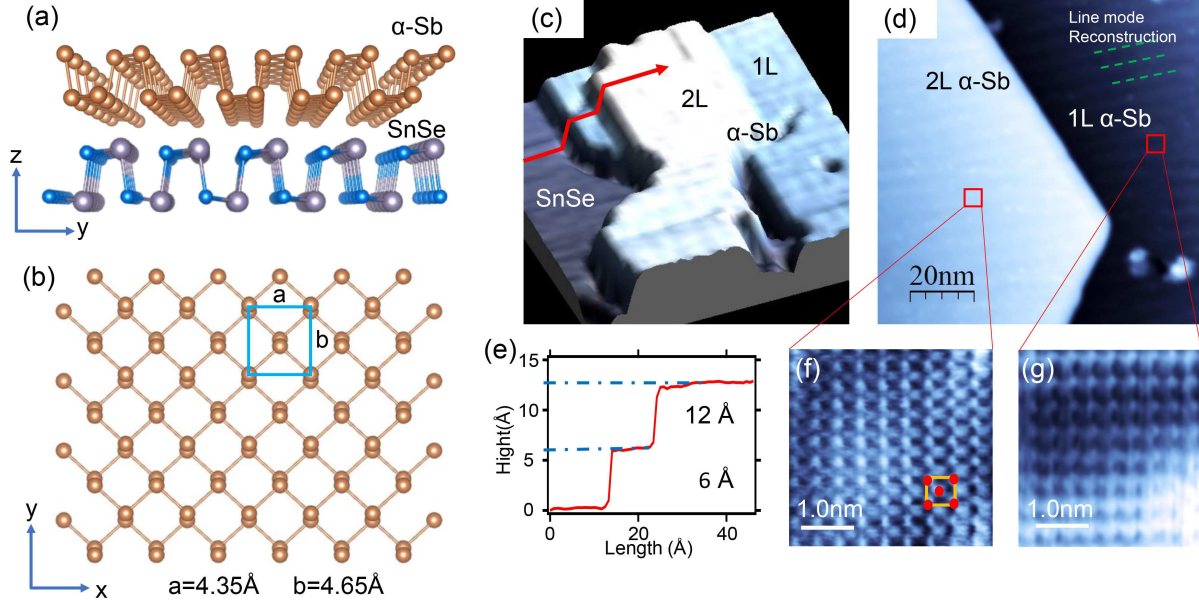 (a)
α-Sb
SnSe
z
y
(b)
a
b
y
x
a=4.35Å
b=4.65Å
(c)
1L
2L
α-Sb
SnSe
(d)
Line mode
Reconstruction
2L α-Sb
1L α-Sb
20nm
(e)
15
10
5
0
Hight(Å)
12 Å
6 Å
0
20
40
Length (Å)
(f)
1.0nm
(g)
1.0nm